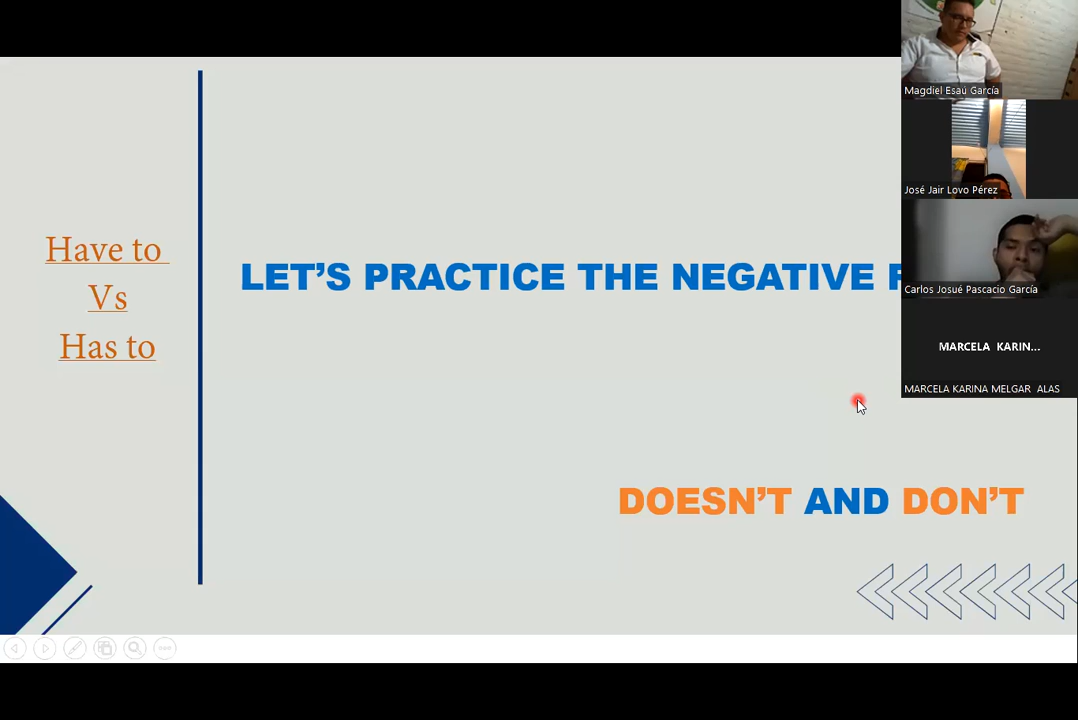 Have to
Vs
Has to
LET'S PRACTICE THE NEGATIVE
DOESN'T AND DON'T
Magdiel Esaú García
José Jair Lovo Pérez
Carlos Josué Pascacio García
MARCELA KARIN...
MARCELA KARINA MELGAR ALAS